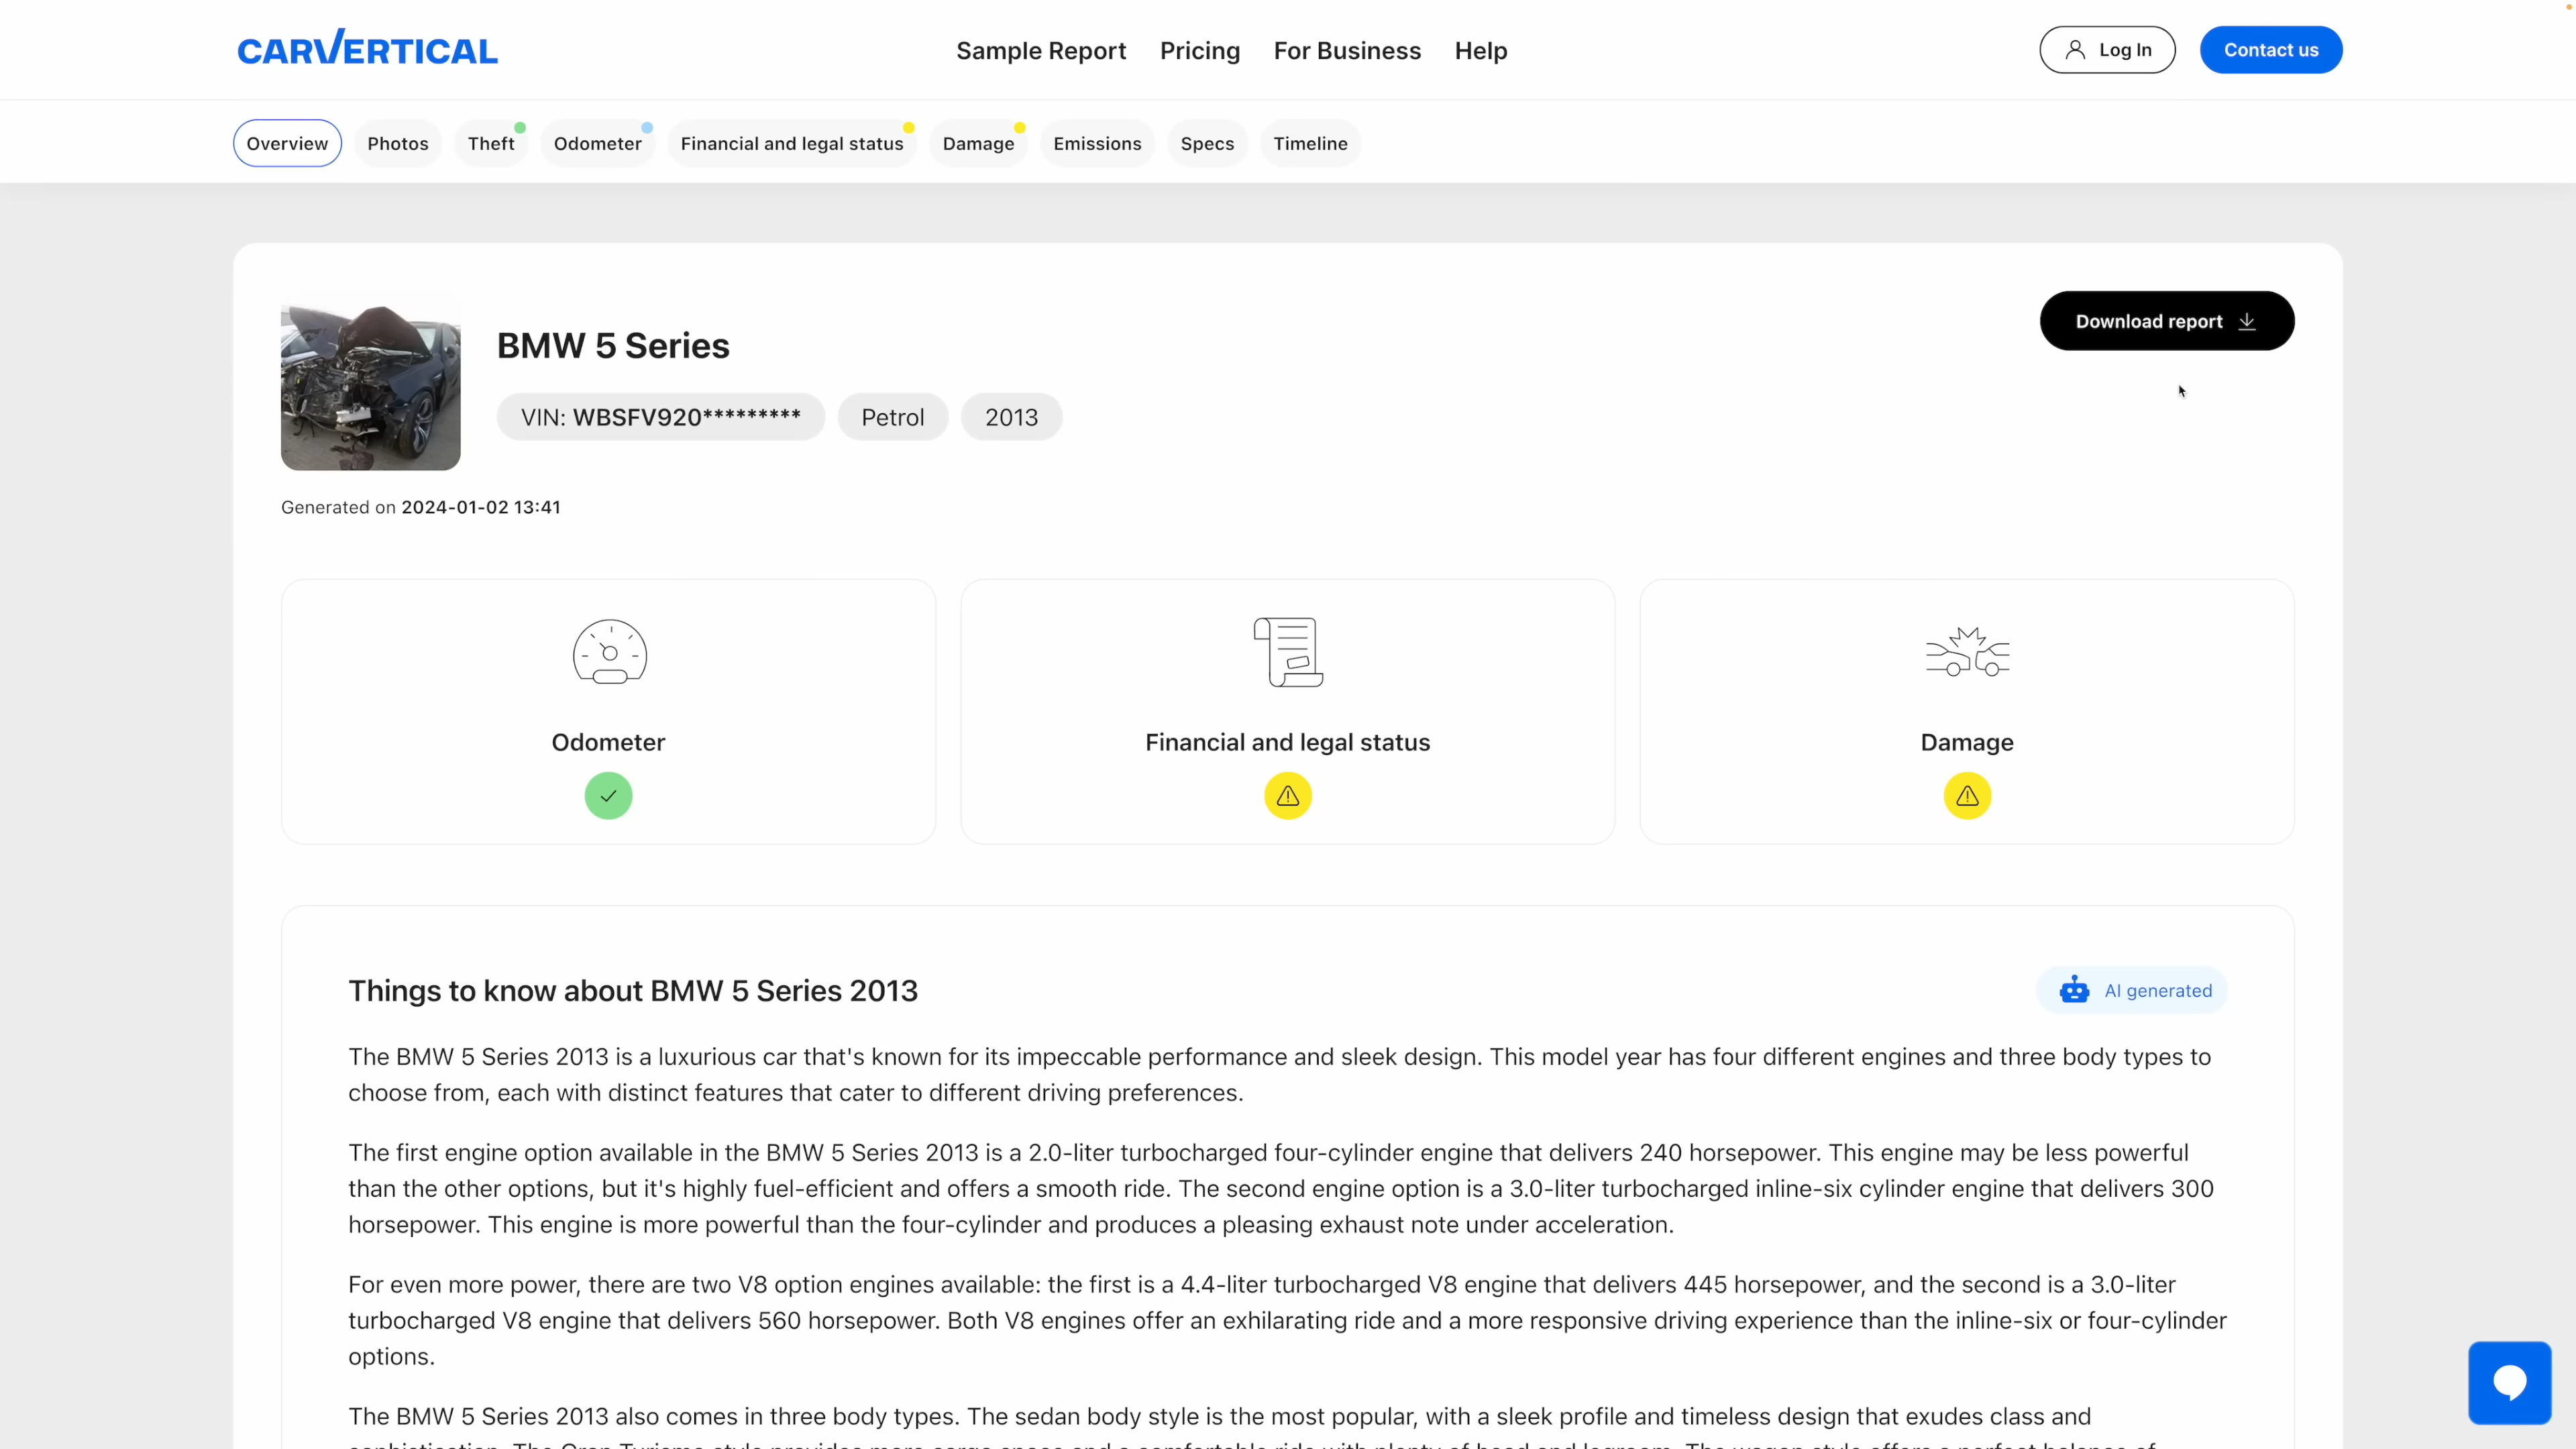 CARVERTICAL
Sample Report Pricing For Business Help
Log In
Contact us
Overview Photos Theft Odometer Financial and legal status Damage Emissions Specs Timeline
Download report
BMW 5 Series
VIN: WBSFV920********* Petrol 2013
Generated on 2024-01-02 13:41
Odometer
Financial and legal status
Damage
Things to know about BMW 5 Series 2013
AI generated
The BMW 5 Series 2013 is a luxurious car that's known for its impeccable performance and sleek design. This model year has four different engines and three body types to
choose from, each with distinct features that cater to different driving preferences.
The first engine option available in the BMW 5 Series 2013 is a 2.0-liter turbocharged four-cylinder engine that delivers 240 horsepower. This engine may be less powerful
than the other options, but it's highly fuel-efficient and offers a smooth ride. The second engine option is a 3.0-liter turbocharged inline-six cylinder engine that delivers 300
horsepower. This engine is more powerful than the four-cylinder and produces a pleasing exhaust note under acceleration.
For even more power, there are two V8 option engines available: the first is a 4.4-liter turbocharged V8 engine that delivers 445 horsepower, and the second is a 3.0-liter
turbocharged V8 engine that delivers 560 horsepower. Both V8 engines offer an exhilarating ride and a more responsive driving experience than the inline-six or four-cylinder
options.
The BMW 5 Series 2013 also comes in three body types. The sedan body style is the most popular, with a sleek profile and timeless design that exudes class and